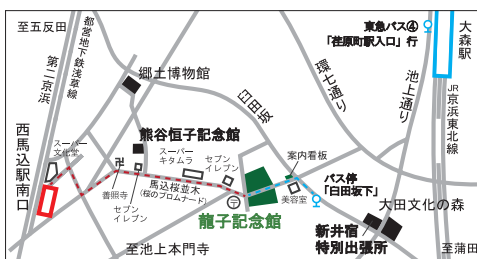 至五反田
都営地下鉄浅草線
第二京浜
郷土博物館
臼田坂
環七通り
東急バス④
「荏原町駅入口」行
池上通り
大森駅
JR京浜東北線
西馬込駅南口
スーパー
文化堂
熊谷恒子記念館
スーパー
キタムラ
セブン
イレブン
案内看板
バス停
「臼田坂下」
卍
善照寺
セブン
イレブン
馬込桜並木
(桜のプロムナード)
〒
美容室
龍子記念館
大田文化の森
新井宿
特別出張所
至池上本門寺
至蒲田